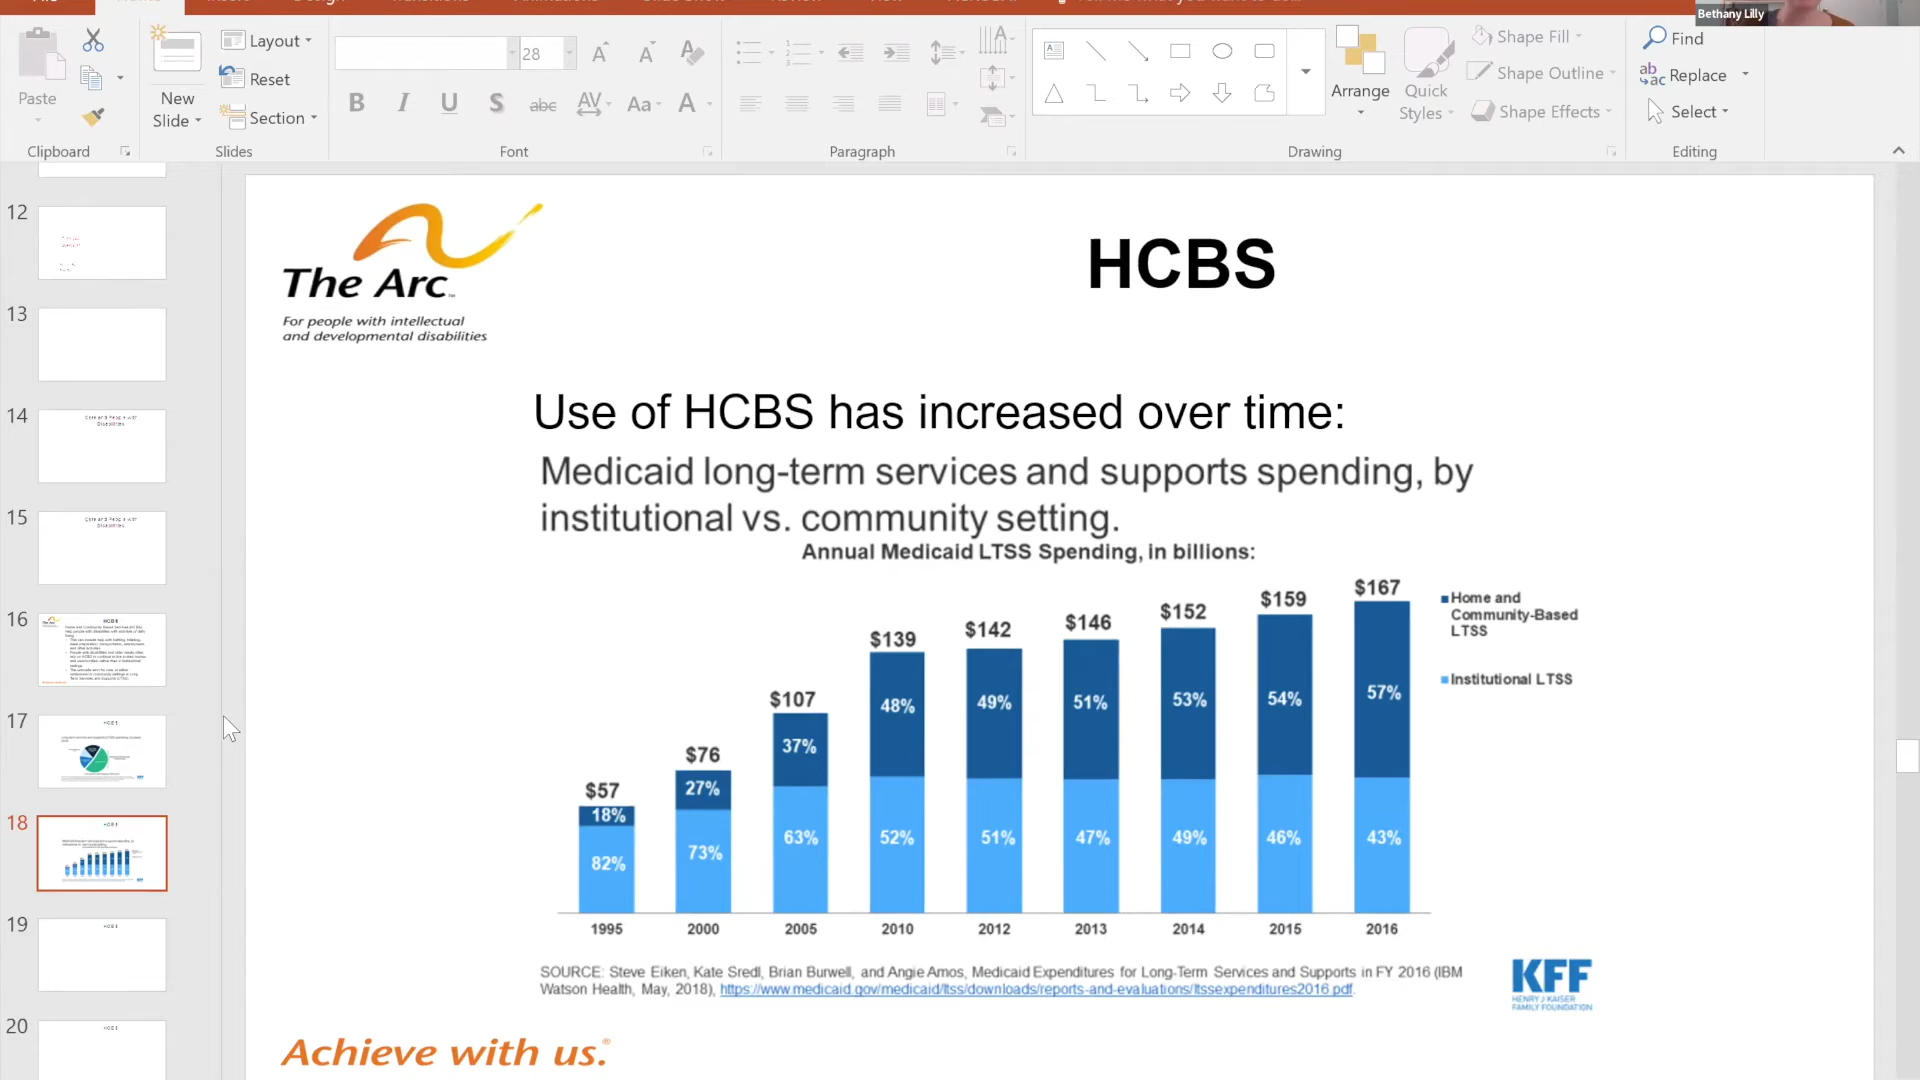 Bethany Lilly
Paste
New
Slide
Layout
Reset
Section
28
B I U S abc AV Aa A
Arrange
Quick
Styles
Shape Fill
Shape Outline
Shape Effects
Find
Replace
Select
Clipboard
Slides
Font
Paragraph
Drawing
Editing
12
13
14
15
16
17
18
19
20
The Arc
For people with intellectual
and developmental disabilities
HCBS
Use of HCBS has increased over time:
Medicaid long-term services and supports spending, by
institutional vs. community setting.
Annual Medicaid LTSS Spending, in billions:
$57
$76
$107
$139
$142
$146
$152
$159
$167
18%
27%
37%
48%
49%
51%
53%
54%
57%
82%
73%
63%
52%
51%
47%
49%
46%
43%
1995
2000
2005
2010
2012
2013
2014
2015
2016
Home and
Community-Based
LTSS
Institutional LTSS
SOURCE: Steve Eiken, Kate Sredl, Brian Burwell, and Angie Amos, Medicaid Expenditures for Long-Term Services and Supports in FY 2016 (IBM
Watson Health, May, 2018), https://www.medicaid.gov/medicaid/ltss/downloads/reports-and-evaluations/ltssexpenditures2016.pdf.
KFF
HENRY J KAISER
FAMILY FOUNDATION
Achieve with us.®